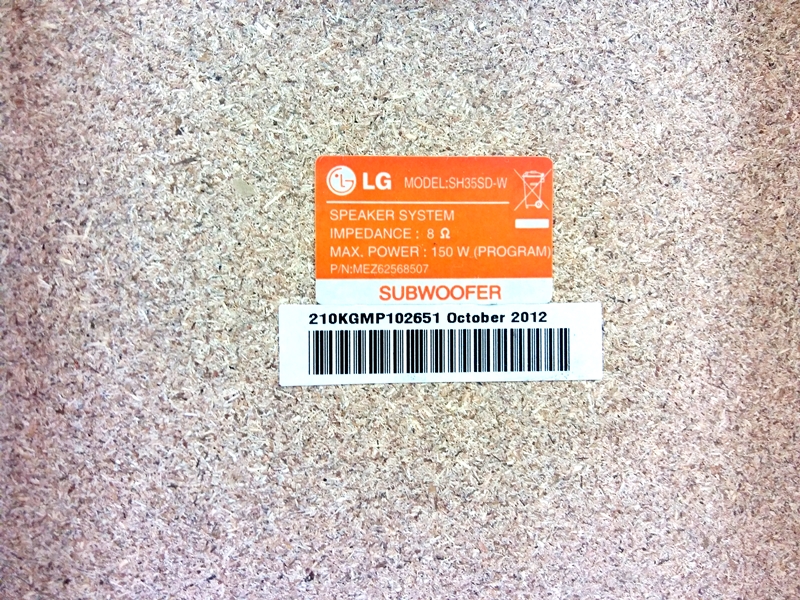 LG MODEL:SH35SD-W
SPEAKER SYSTEM
IMPEDANCE : 8 Ω
MAX. POWER : 150 W (PROGRAM)
P/N:MEZ62568507
SUBWOOFER
210KGMP102651 October 2012